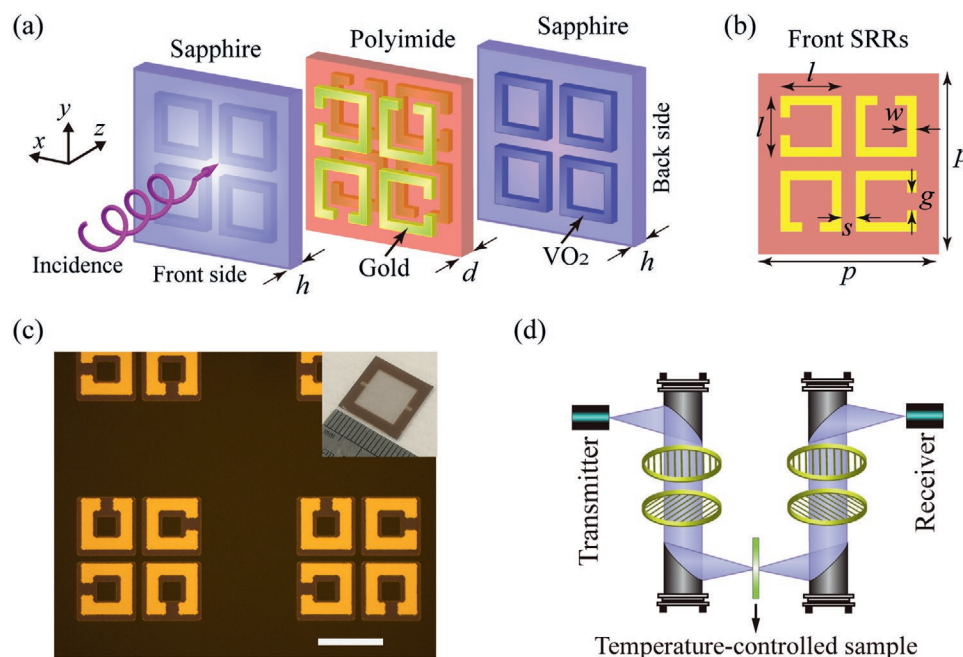 (a)
Sapphire
Polyimide
Sapphire
y
z
x
Incidence
Front side
h
Gold
d
VO2
h
Back side
(b)
Front SRRs
l
l
w
p
g
s
p
(c)
(d)
Transmitter
Receiver
Temperature-controlled sample